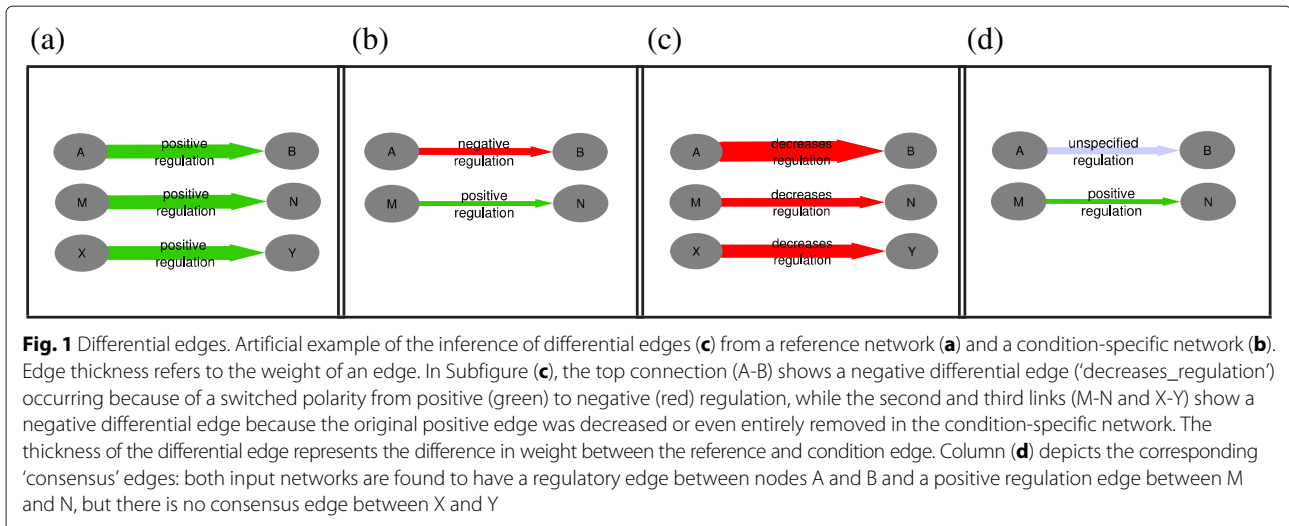 (a) (b) (c) (d)
A positive regulation B
M positive regulation N
X positive regulation Y
A negative regulation B
M positive regulation N
A decreases regulation B
M decreases regulation N
X decreases regulation Y
A unspecified regulation B
M positive regulation N
Fig. 1 Differential edges. Artificial example of the inference of differential edges (c) from a reference network (a) and a condition-specific network (b).
Edge thickness refers to the weight of an edge. In Subfigure (c), the top connection (A-B) shows a negative differential edge (‘decreases_regulation’)
occurring because of a switched polarity from positive (green) to negative (red) regulation, while the second and third links (M-N and X-Y) show a
negative differential edge because the original positive edge was decreased or even entirely removed in the condition-specific network. The
thickness of the differential edge represents the difference in weight between the reference and condition edge. Column (d) depicts the corresponding
‘consensus’ edges: both input networks are found to have a regulatory edge between nodes A and B and a positive regulation edge between M
and N, but there is no consensus edge between X and Y